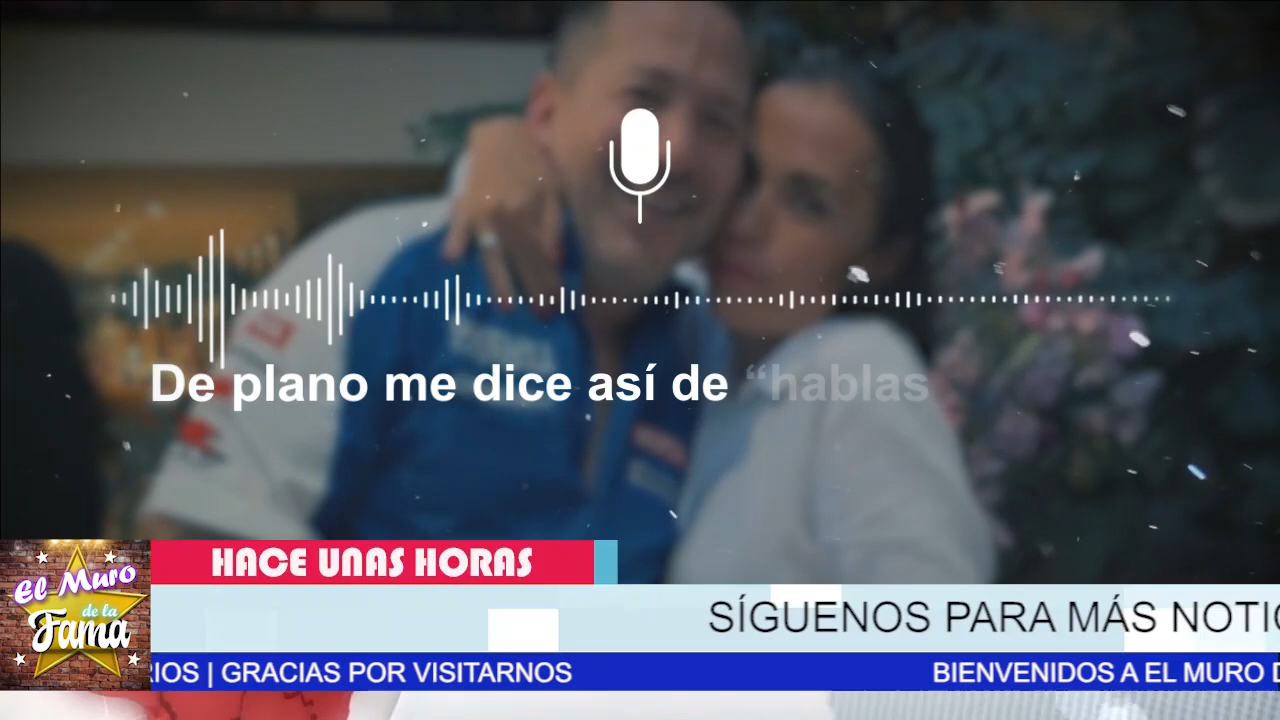 De plano me dice así de “hablas
HACE UNAS HORAS
El Muro
de la
Fama
SÍGUENOS PARA MÁS NOTIC
RIOS | GRACIAS POR VISITARNOS
BIENVENIDOS A EL MURO D